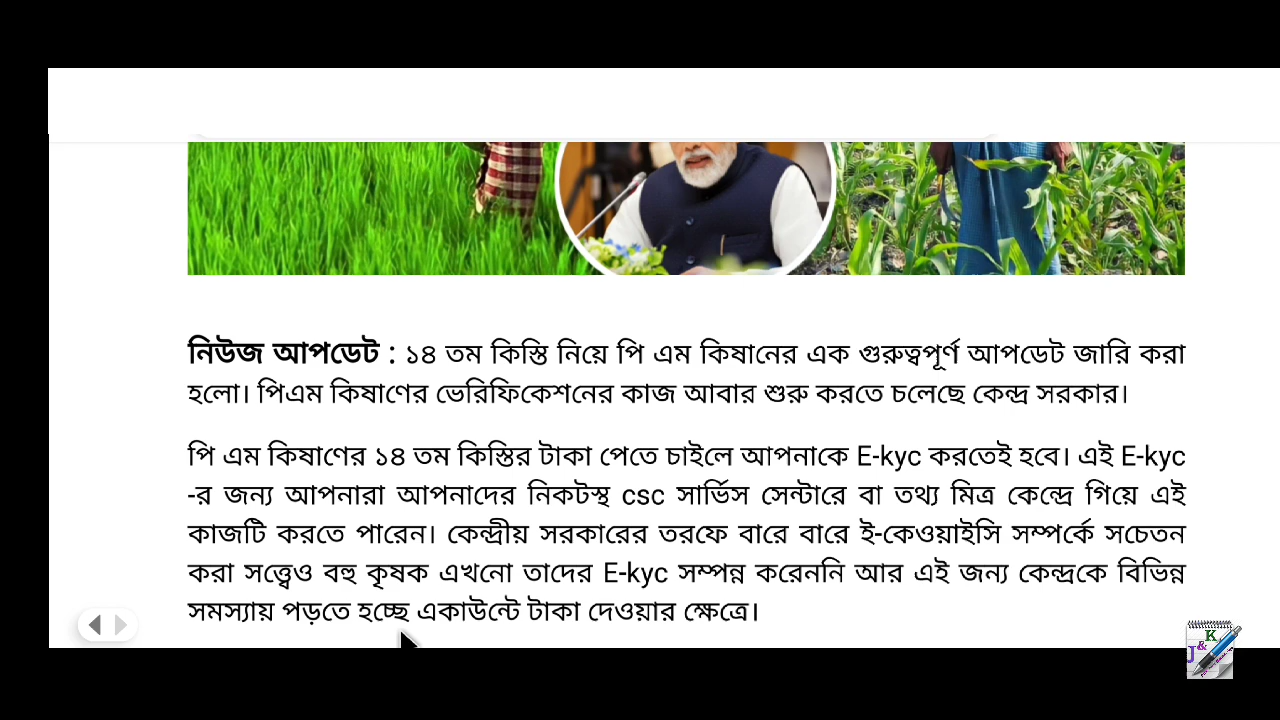 নিউজ আপডেট : ১৪ তম কিস্তি নিয়ে পি এম কিষানের এক গুরুত্বপূর্ণ আপডেট জারি করা
হলো। পিএম কিষাণের ভেরিফিকেশনের কাজ আবার শুরু করতে চলেছে কেন্দ্র সরকার।
পি এম কিষাণের ১৪ তম কিস্তির টাকা পেতে চাইলে আপনাকে E-kyc করতেই হবে। এই E-kyc
-র জন্য আপনারা আপনাদের নিকটস্থ csc সার্ভিস সেন্টারে বা তথ্য মিত্র কেন্দ্রে গিয়ে এই
কাজটি করতে পারেন। কেন্দ্রীয় সরকারের তরফে বারে বারে ই-কেওয়াইসি সম্পর্কে সচেতন
করা সত্ত্বেও বহু কৃষক এখনো তাদের E-kyc সম্পন্ন করেননি আর এই জন্য কেন্দ্রকে বিভিন্ন
সমস্যায় পড়তে হচ্ছে একাউন্টে টাকা দেওয়ার ক্ষেত্রে।
J & K